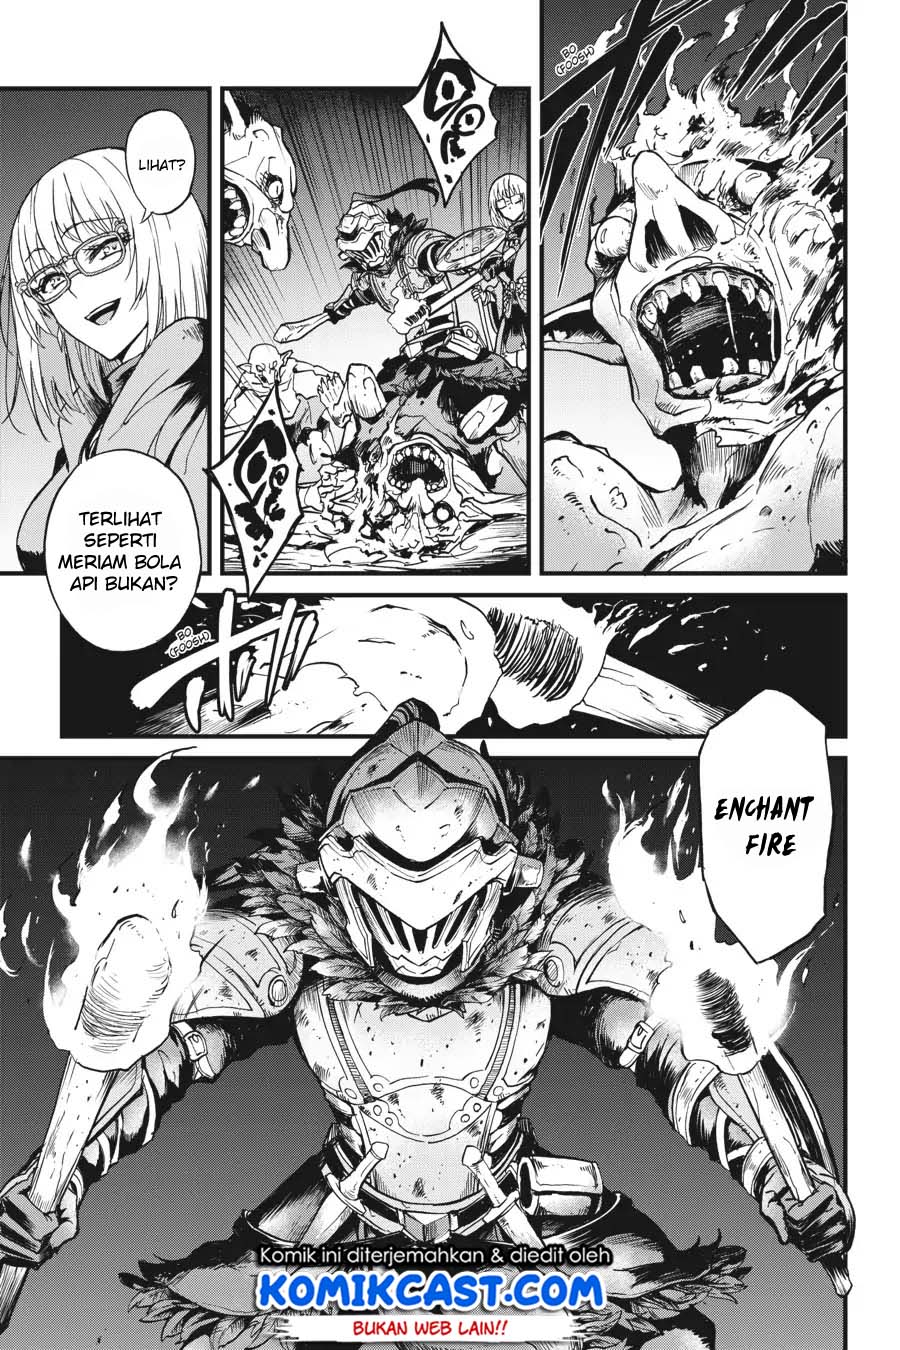 BO
(FOOSH)
LIHAT?
TERLIHAT
SEPERTI
MERIAM BOLA
API BUKAN?
BO
(FOOSH)
ENCHANT
FIRE
Komik ini diterjemahkan & diedit oleh
KOMIKCAST.COM
BUKAN WEB LAIN!!